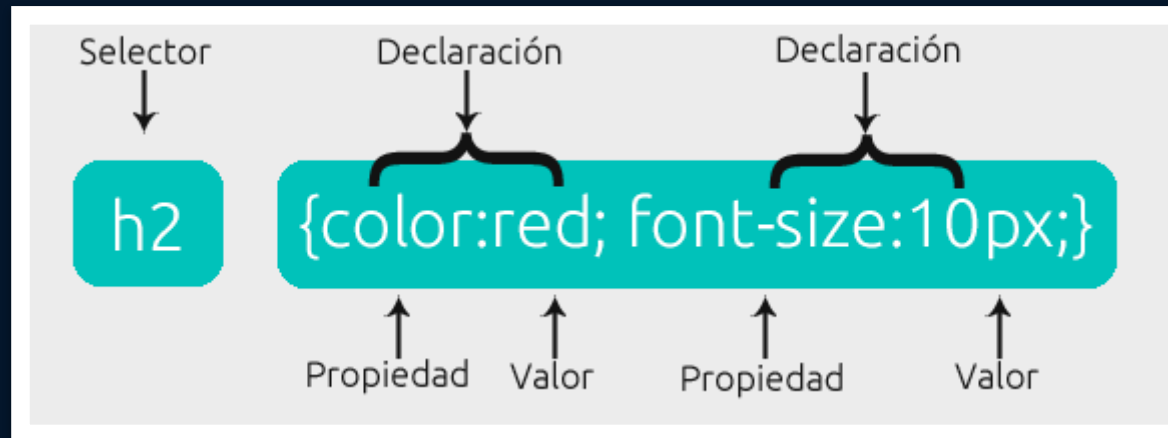 Selector Declaración Declaración
h2 {color:red; font-size:10px;}
Propiedad Valor Propiedad Valor